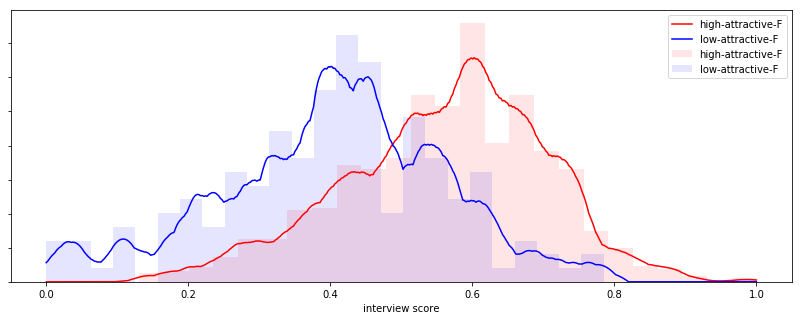 high-attractive-F
low-attractive-F
high-attractive-F
low-attractive-F
0.0 0.2 0.4 0.6 0.8 1.0
interview score